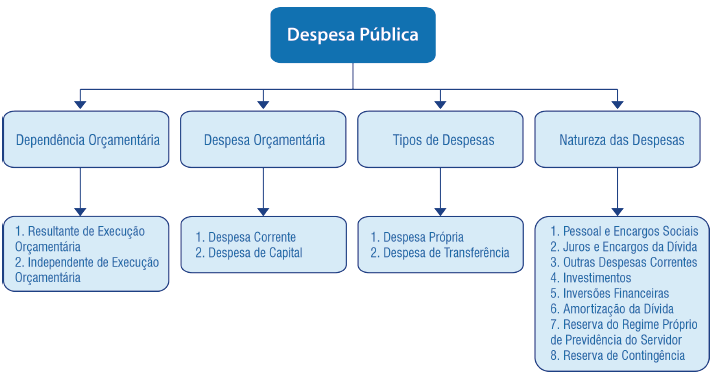 Despesa Pública
Dependência Orçamentária
Despesa Orçamentária
Tipos de Despesas
Natureza das Despesas
1. Resultante de Execução
Orçamentária
2. Independente de Execução
Orçamentária
1. Despesa Corrente
2. Despesa de Capital
1. Despesa Própria
2. Despesa de Transferência
1. Pessoal e Encargos Sociais
2. Juros e Encargos da Dívida
3. Outras Despesas Correntes
4. Investimentos
5. Inversões Financeiras
6. Amortização da Dívida
7. Reserva do Regime Próprio
de Previdência do Servidor
8. Reserva de Contingência